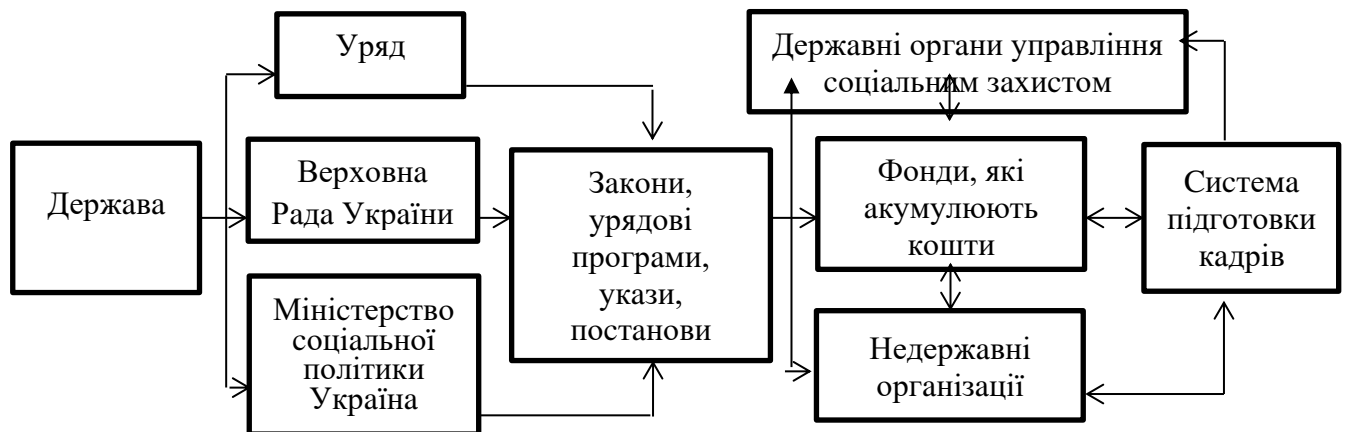 Держава
Уряд
Верховна
Рада України
Міністерство
соціальної
політики
Україна
Закони,
урядові
програми,
укази,
постанови
Державні органи управління
соціальним захистом
Фонди, які
акумулюють
кошти
Недержавні
організації
Система
підготовки
кадрів